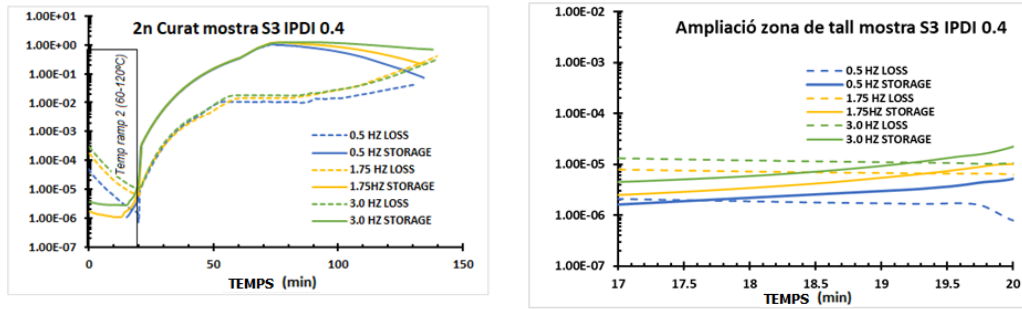 2n Curat mostra S3 IPDI 0.4
1.00E+02
1.00E+01
1.00E+00
1.00E-01
1.00E-02
1.00E-03
1.00E-04
1.00E-05
1.00E-06
1.00E-07
Temp ramp 2 (60-120ºC)
0.5 HZ LOSS
0.5 HZ STORAGE
1.75 HZ LOSS
1.75HZ STORAGE
3.0 HZ LOSS
3.0 HZ STORAGE
0 50 100 150
TEMPS (min)
Ampliació zona de tall mostra S3 IPDI 0.4
1.00E-02
1.00E-03
1.00E-04
1.00E-05
1.00E-06
1.00E-07
0.5 HZ LOSS
0.5 HZ STORAGE
1.75 HZ LOSS
1.75HZ STORAGE
3.0 HZ LOSS
3.0 HZ STORAGE
17 17.5 18 18.5 19 19.5 20
TEMPS (min)